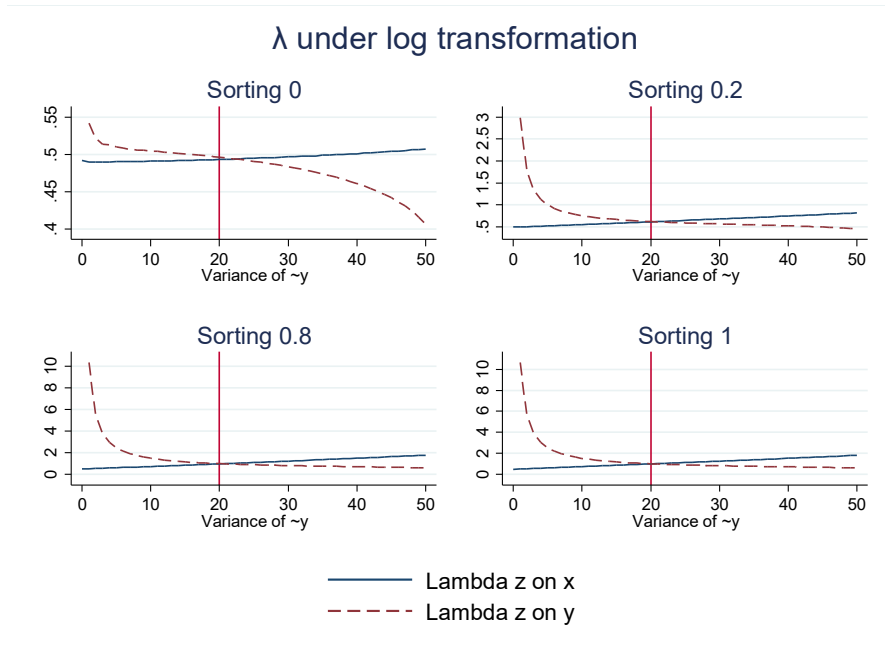 λ under log transformation
Sorting 0
.55
.5
.45
.4
0 10 20 30 40 50
Variance of ~y
Sorting 0.2
3
2.5
2
1.5
1
.5
0 10 20 30 40 50
Variance of ~y
Sorting 0.8
10
8
6
4
2
0
0 10 20 30 40 50
Variance of ~y
Sorting 1
10
8
6
4
2
0
0 10 20 30 40 50
Variance of ~y
Lambda z on x
Lambda z on y